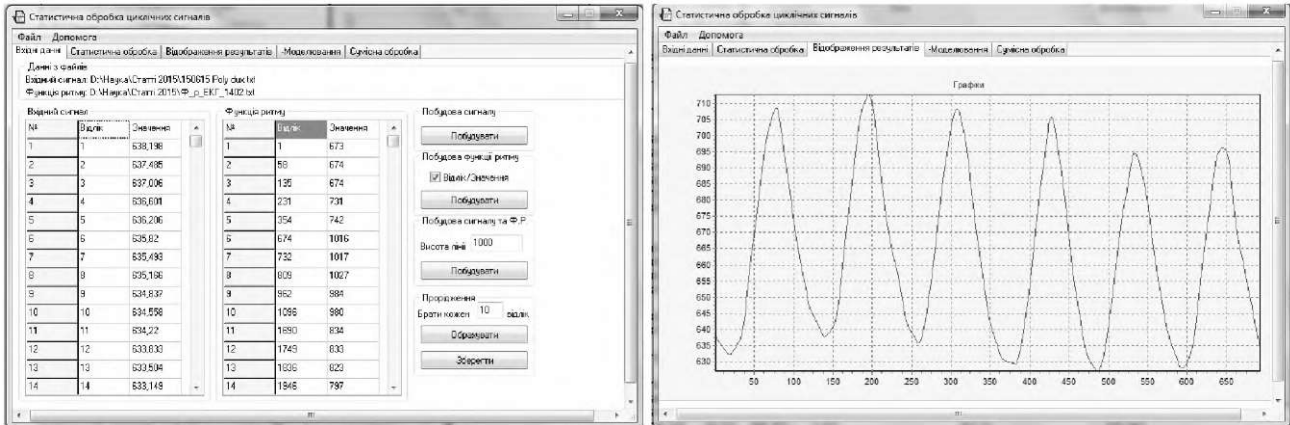 Статистична обробка циклічних сигналів
Файл Допомога
Вхідні данні Статистична обробка Відображення результатів -Моделювання Сумісна обробка
Данні з файлів
Вхідний сигнал: D:\Наука\Статті 2015\150615 Poly dux.txt
Функція ритму: D:\Наука\Статті 2015\Ф_р_ЕКГ_1402.txt
Вхідний сигнал
№ Відлік Значення
1 1 638,198
2 2 637,485
3 3 637,006
4 4 636,601
5 5 636,206
6 6 635,82
7 7 635,493
8 8 635,166
9 9 634,837
10 10 634,558
11 11 634,22
12 12 633,833
13 13 633,504
14 14 633,149
Функція ритму
№ Відлік Значення
1 1 673
2 58 674
3 135 674
4 231 731
5 354 742
6 674 1016
7 732 1017
8 809 1027
9 962 984
10 1096 980
11 1690 834
12 1749 833
13 1836 823
14 1946 797
Побудова сигналу
Побудувати
Побудова функції ритму
Відлік/Значення
Побудувати
Побудова сигналу та Ф.Р
Висота лінії 1000
Побудувати
Прорідження
Брати кожен 10 відлік
Обрахувати
Зберегти
Статистична обробка циклічних сигналів
Файл Допомога
Вхідні данні Статистична обробка Відображення результатів -Моделювання Сумісна обробка
Графіки
710
705
700
695
690
685
680
675
670
665
660
655
650
645
640
635
630
50 100 150 200 250 300 350 400 450 500 550 600 650